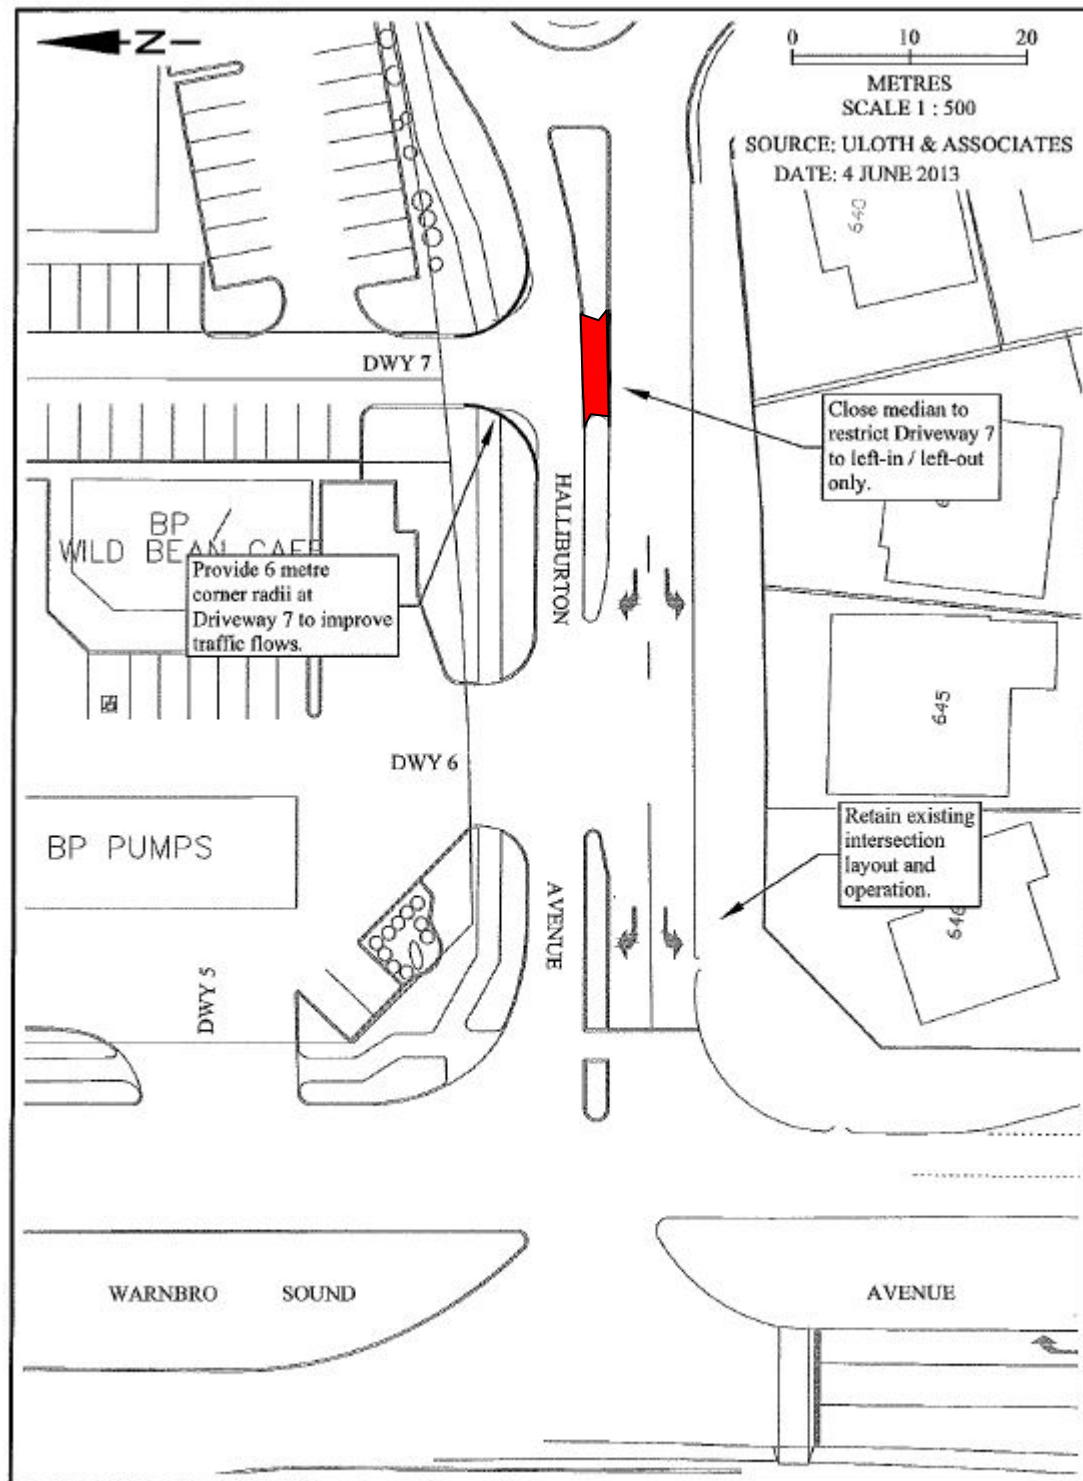 N
0 10 20
METRES
SCALE 1 : 500
SOURCE: ULOTH & ASSOCIATES
DATE: 4 JUNE 2013
640
DWY 7
Close median to
restrict Driveway 7
to left-in / left-out
only.
HALLIBURTON
BP
WILD BEAN CAFE
Provide 6 metre
corner radii at
Driveway 7 to improve
traffic flows.
645
DWY 6
BP PUMPS
Retain existing
intersection
layout and
operation.
646
AVENUE
DWY 5
WARNBRO SOUND AVENUE